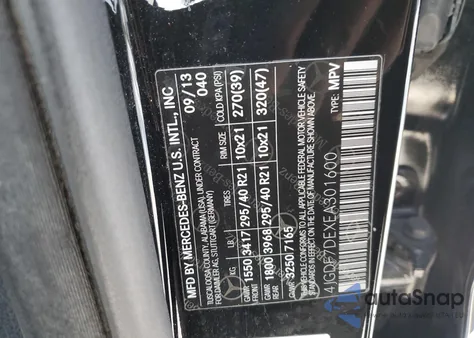 MFD BY MERCEDES-BENZ U.S. INTL., INC
TUSCALOOSA COUNTY, ALABAMA (USA) UNDER CONTRACT
DAIMLER AG, STUTTGART (GERMANY)
09/13
040
KG LB TIRES RIM SIZE COLD KPA(PSI)
GAWR 1550 3417 295/40 R21 10x21 270(39)
GAWR 1800 3968 295/40 R21 10x21 320(47)
GVWR 3250 7165
THIS VEHICLE CONFORMS TO ALL APPLICABLE FEDERAL MOTOR VEHICLE SAFETY
STANDARDS IN EFFECT ON THE DATE OF MANUFACTURE SHOWN ABOVE.
4JGDF7DEXEA301600 TYPE: MPV
autoSnap